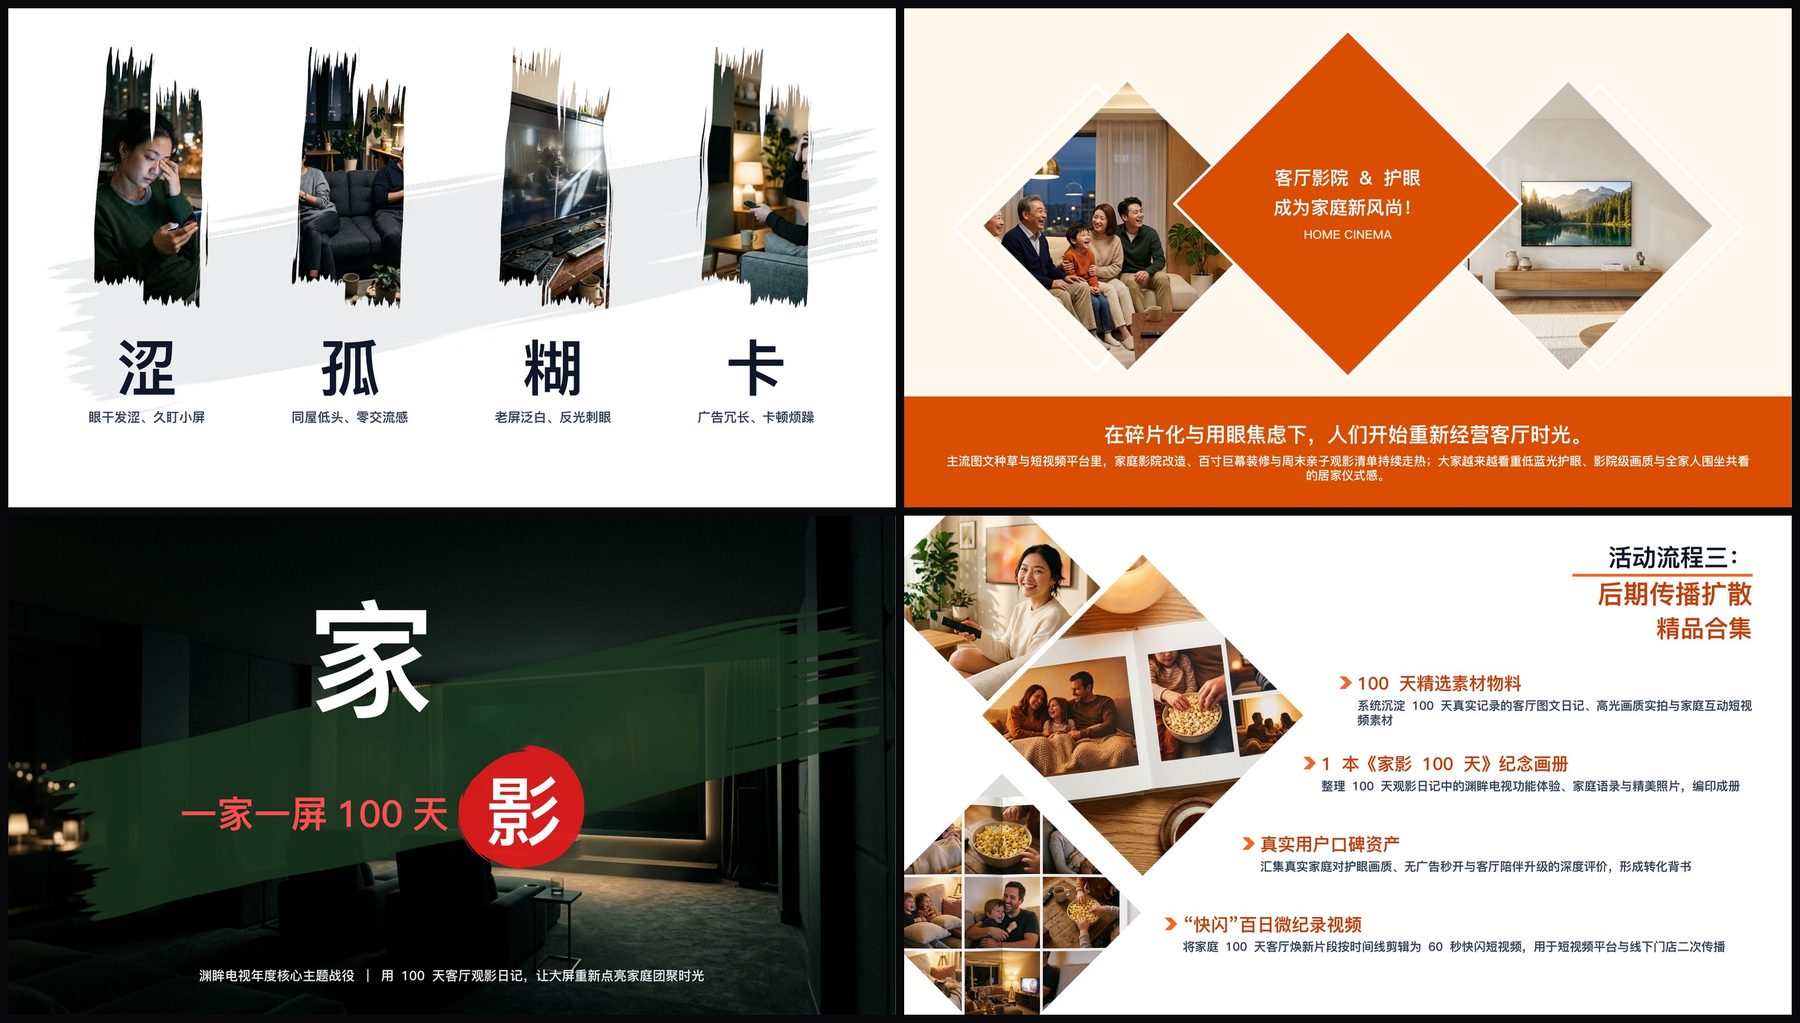 涩
孤
糊
卡
眼干发涩、久盯小屏
同屋低头、零交流感
老屏泛白、反光刺眼
广告冗长、卡顿烦躁
客厅影院 & 护眼
成为家庭新风尚！
HOME CINEMA
在碎片化与用眼焦虑下，人们开始重新经营客厅时光。
主流图文种草与短视频平台里，家庭影院改造、百寸巨幕装修与周末亲子观影清单持续走热；大家越来越看重低蓝光护眼、影院级画质与全家人围坐共看
的居家仪式感。
家
一家一屏 100 天
影
渊眸电视年度核心主题战役 | 用 100 天客厅观影日记，让大屏重新点亮家庭团聚时光
活动流程三：
后期传播扩散
精品合集
100 天精选素材物料
系统沉淀 100 天真实记录的客厅图文日记、高光画质实拍与家庭互动短视
频素材
1 本《家影 100 天》纪念画册
整理 100 天观影日记中的渊眸电视功能体验、家庭语录与精美照片，编印成册
真实用户口碑资产
汇集真实家庭对护眼画质、无广告秒开与客厅陪伴升级的深度评价，形成转化背书
“快闪”百日微纪录视频
将家庭 100 天客厅焕新片段按时间线剪辑为 60 秒快闪短视频，用于短视频平台与线下门店二次传播